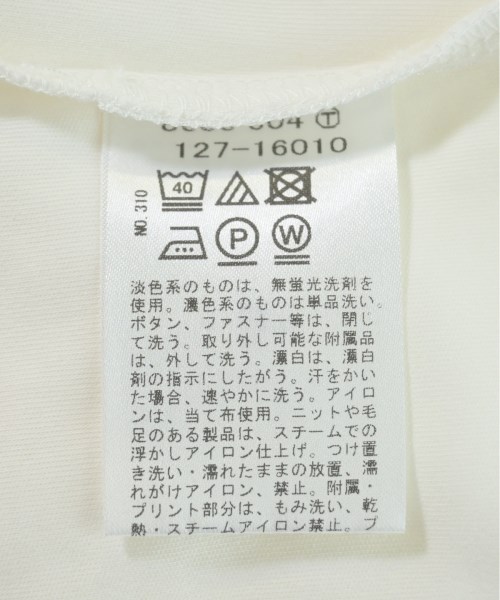 127-16010
NO.310
40
P
W
淡色系のものは、無蛍光洗剤を
使用。濃色系のものは単品洗い。
ボタン、ファスナー等は、閉じ
て洗う。取り外し可能な附属品
は、外して洗う。漂白は、漂白
剤の指示にしたがう。汗をかい
た場合、速やかに洗う。アイロ
ンは、当て布使用。ニットや毛
足のある製品は、スチームでの
浮かしアイロン仕上げ。つけ置
き洗い・濡れたままの放置、濡
れがけアイロン、禁止。附属・
プリント部分は、もみ洗い、乾
熱・スチームアイロン禁止。プ